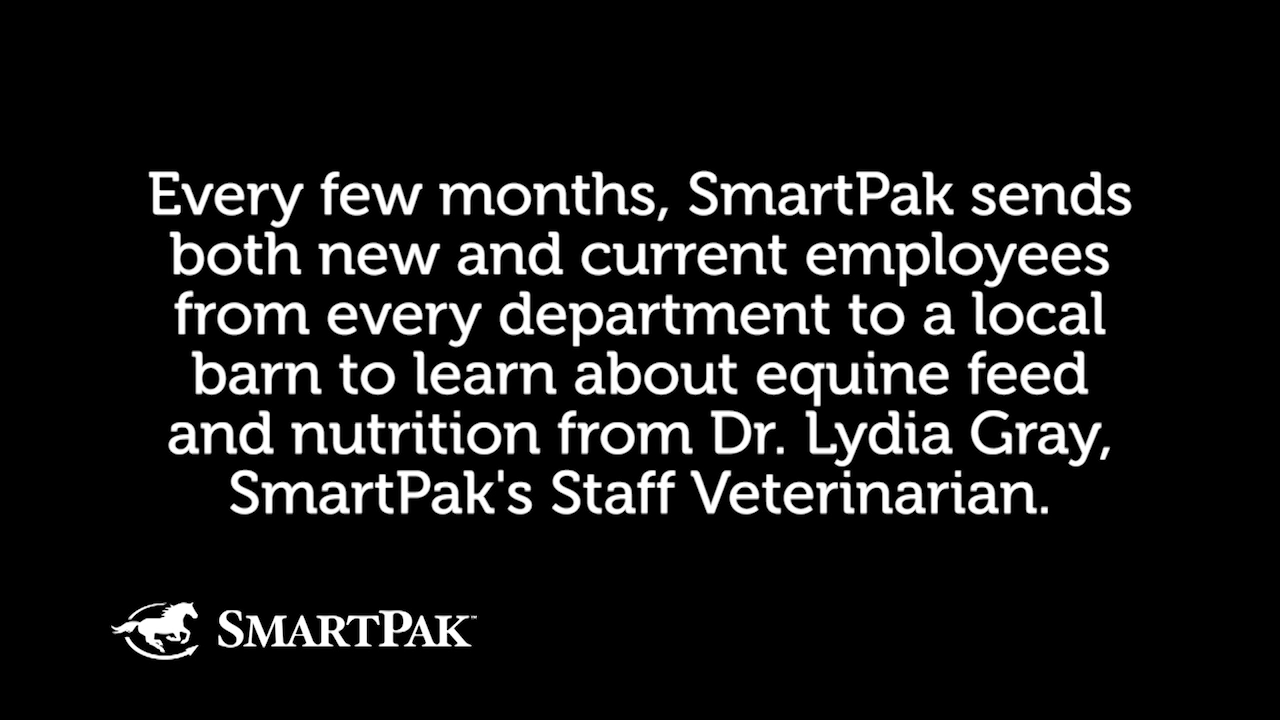 Every few months, SmartPak sends
both new and current employees
from every department to a local
barn to learn about equine feed
and nutrition from Dr. Lydia Gray,
SmartPak's Staff Veterinarian.
SMARTPAK™